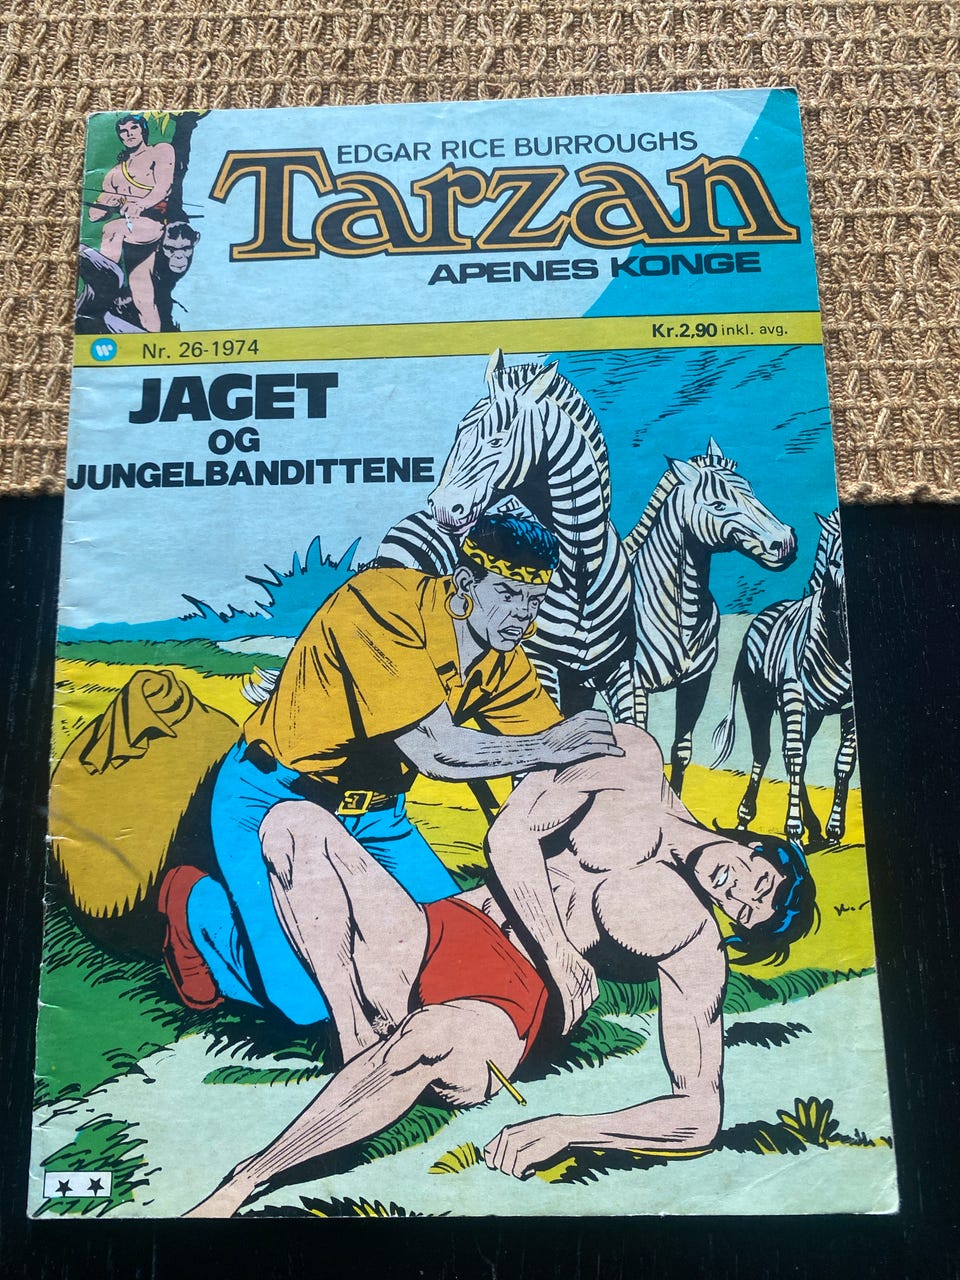 EDGAR RICE BURROUGHS
Tarzan
APENES KONGE
Nr. 26-1974
Kr.2,90 inkl. avg.
JAGET
OG
JUNGELBANDITTENE